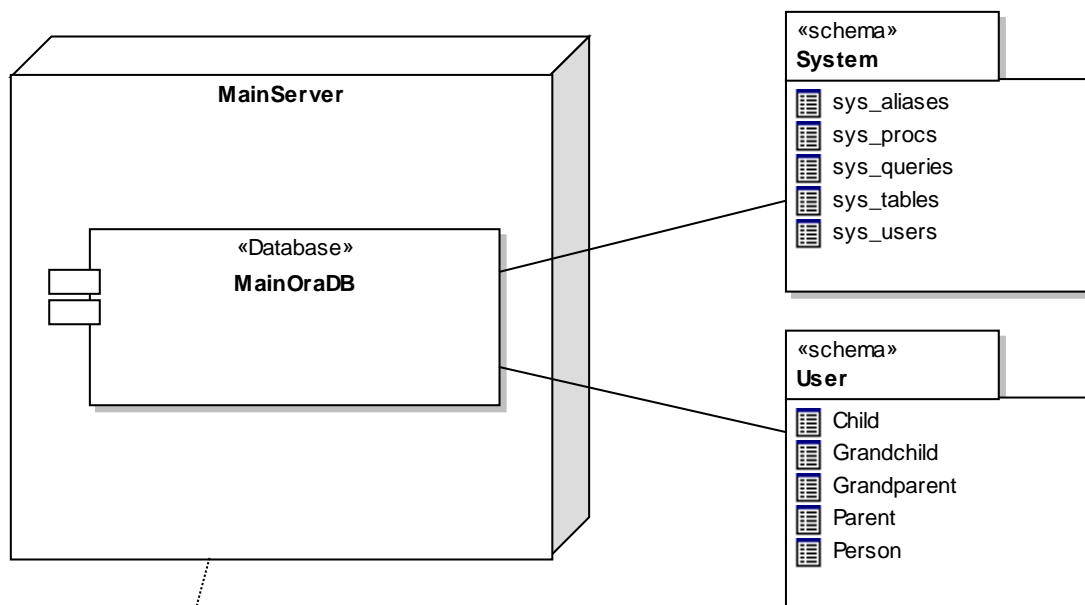 MainServer
«Database»
MainOraDB
«schema»
System
sys_aliases
sys_procs
sys_queries
sys_tables
sys_users
«schema»
User
Child
Grandchild
Grandparent
Parent
Person